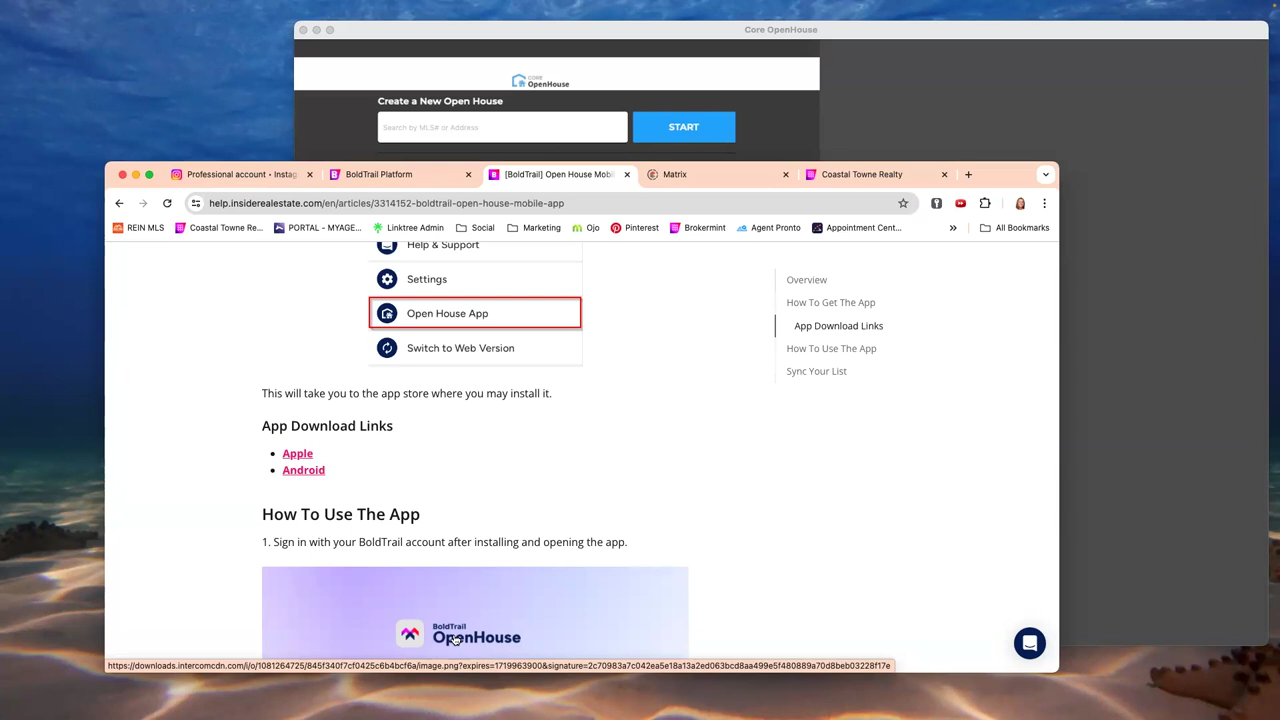 Core OpenHouse
CORE
OpenHouse
Create a New Open House
Search by MLS# or Address
START
Professional account • Instag
BoldTrail Platform
[BoldTrail] Open House Mobi
Matrix
Coastal Towne Realty
help.insiderealestate.com/en/articles/3314152-boldtrail-open-house-mobile-app
REIN MLS
Coastal Towne Re...
PORTAL - MYAGE...
Linktree Admin
Social
Marketing
Ojo
Pinterest
Brokermint
Agent Pronto
Appointment Cent...
»
All Bookmarks
Help & Support
Settings
Open House App
Switch to Web Version
This will take you to the app store where you may install it.
App Download Links
• Apple
• Android
How To Use The App
1. Sign in with your BoldTrail account after installing and opening the app.
BoldTrail
OpenHouse
Overview
How To Get The App
App Download Links
How To Use The App
Sync Your List
https://downloads.intercomcdn.com/i/o/1081264725/845f340f7cf0425c6b4bcf6a/image.png?expires=1719963900&signature=2c70983a7c042ea5e18a13a2ed063bcd8aa499e5f480889a70d8beb03228f17e